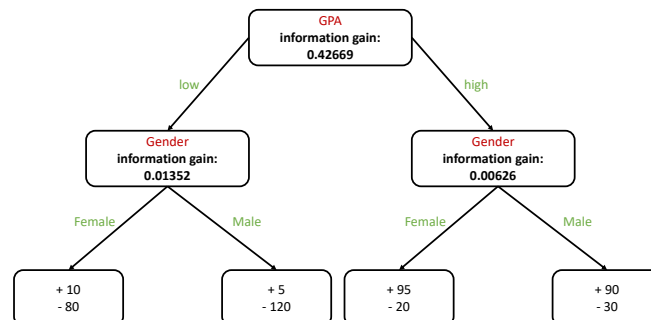 GPA
information gain:
0.42669
low
high
Gender
information gain:
0.01352
Gender
information gain:
0.00626
Female
Male
Female
Male
+ 10
- 80
+ 5
- 120
+ 95
- 20
+ 90
- 30